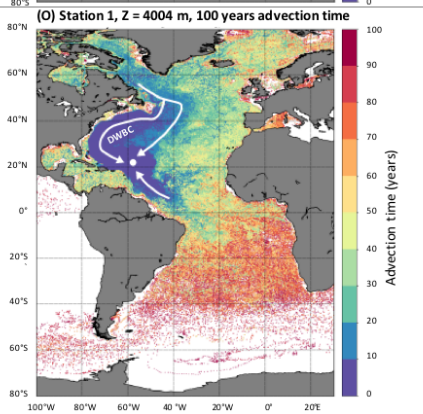 80°S
0
(O) Station 1, Z = 4004 m, 100 years advection time
80°N
60°N
40°N
20°N
0°
20°S
40°S
60°S
80°S
DWBC
100°W 80°W 60°W 40°W 20°W 0° 20°E
100
90
80
70
60
50
40
30
20
10
0
Advection time (years)